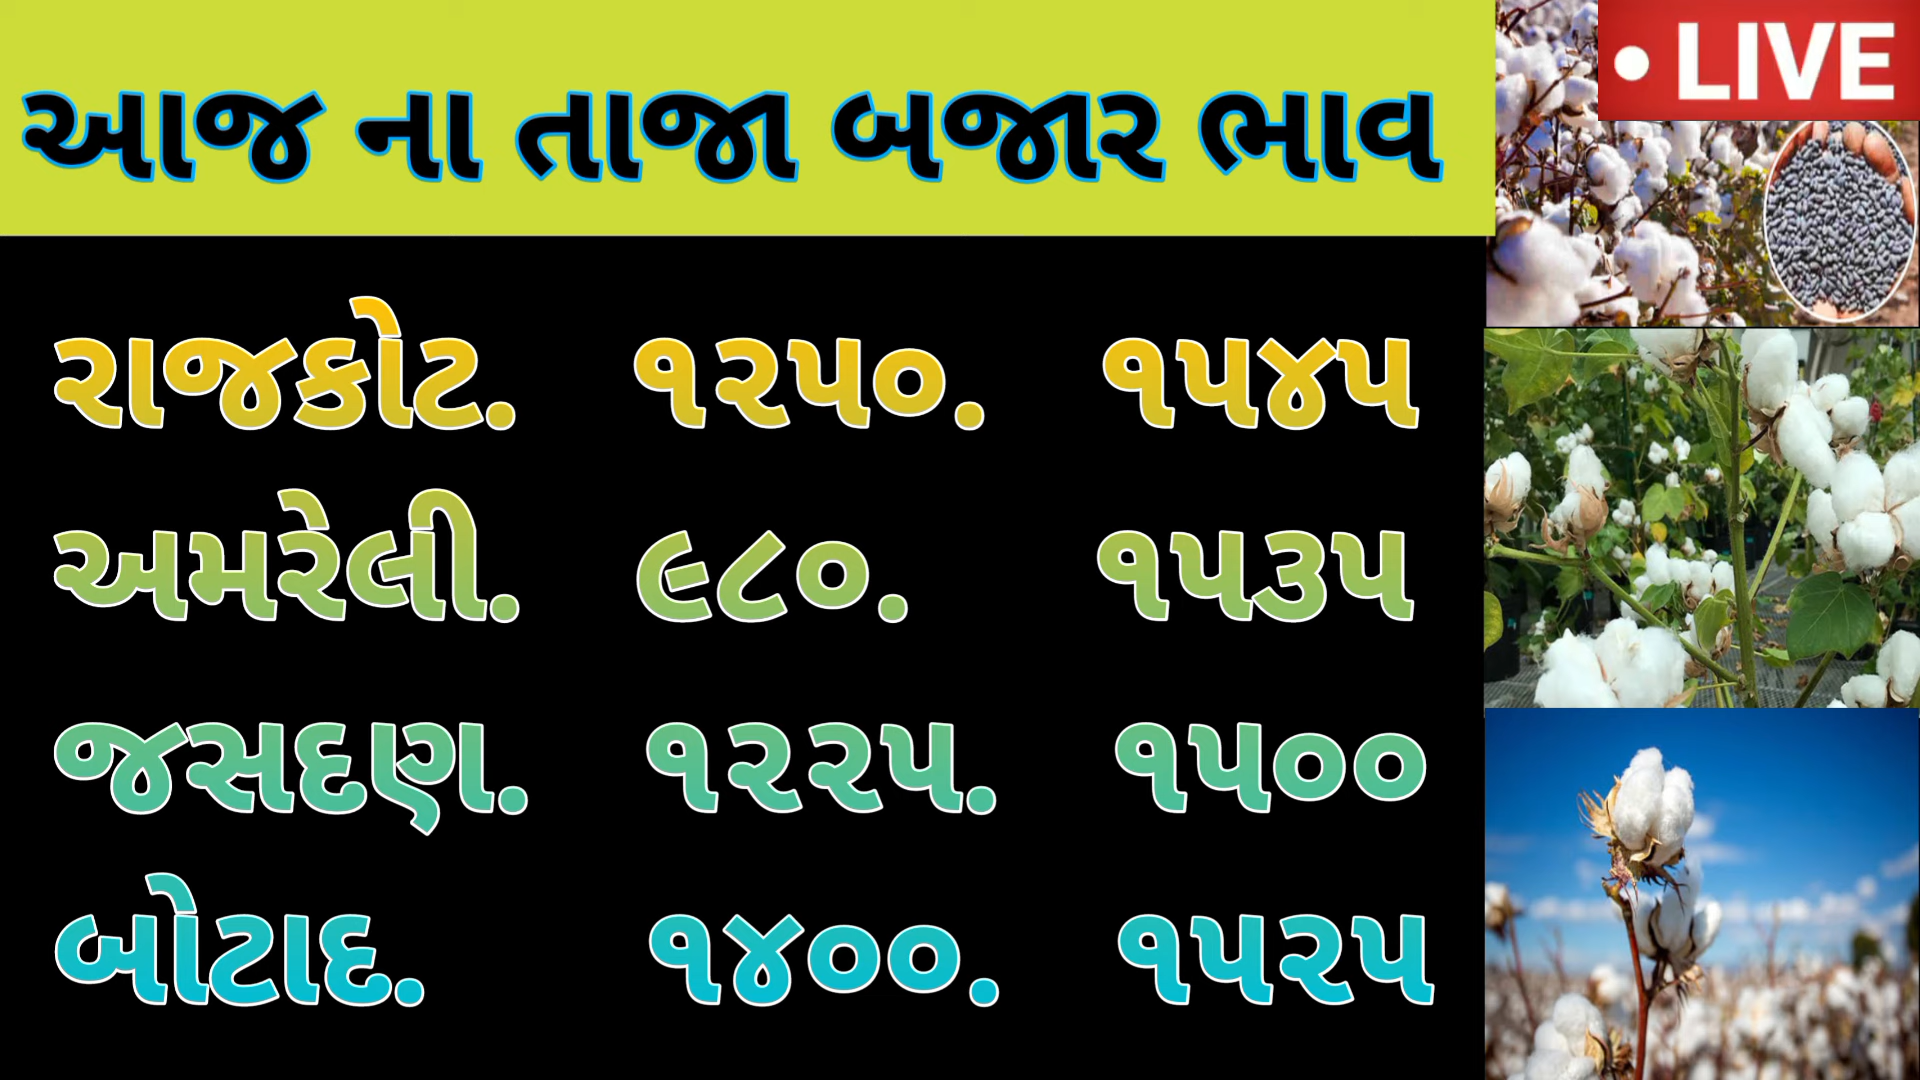 આજ ના તાજા બજાર ભાવ
• LIVE
રાજકોટ. ૧૨૫૦. ૧૫૪૫
અમરેલી. ૯૮૦. ૧૫૩૫
જસદણ. ૧૨૨૫. ૧૫૦૦
બોટાદ. ૧૪૦૦. ૧૫૨૫